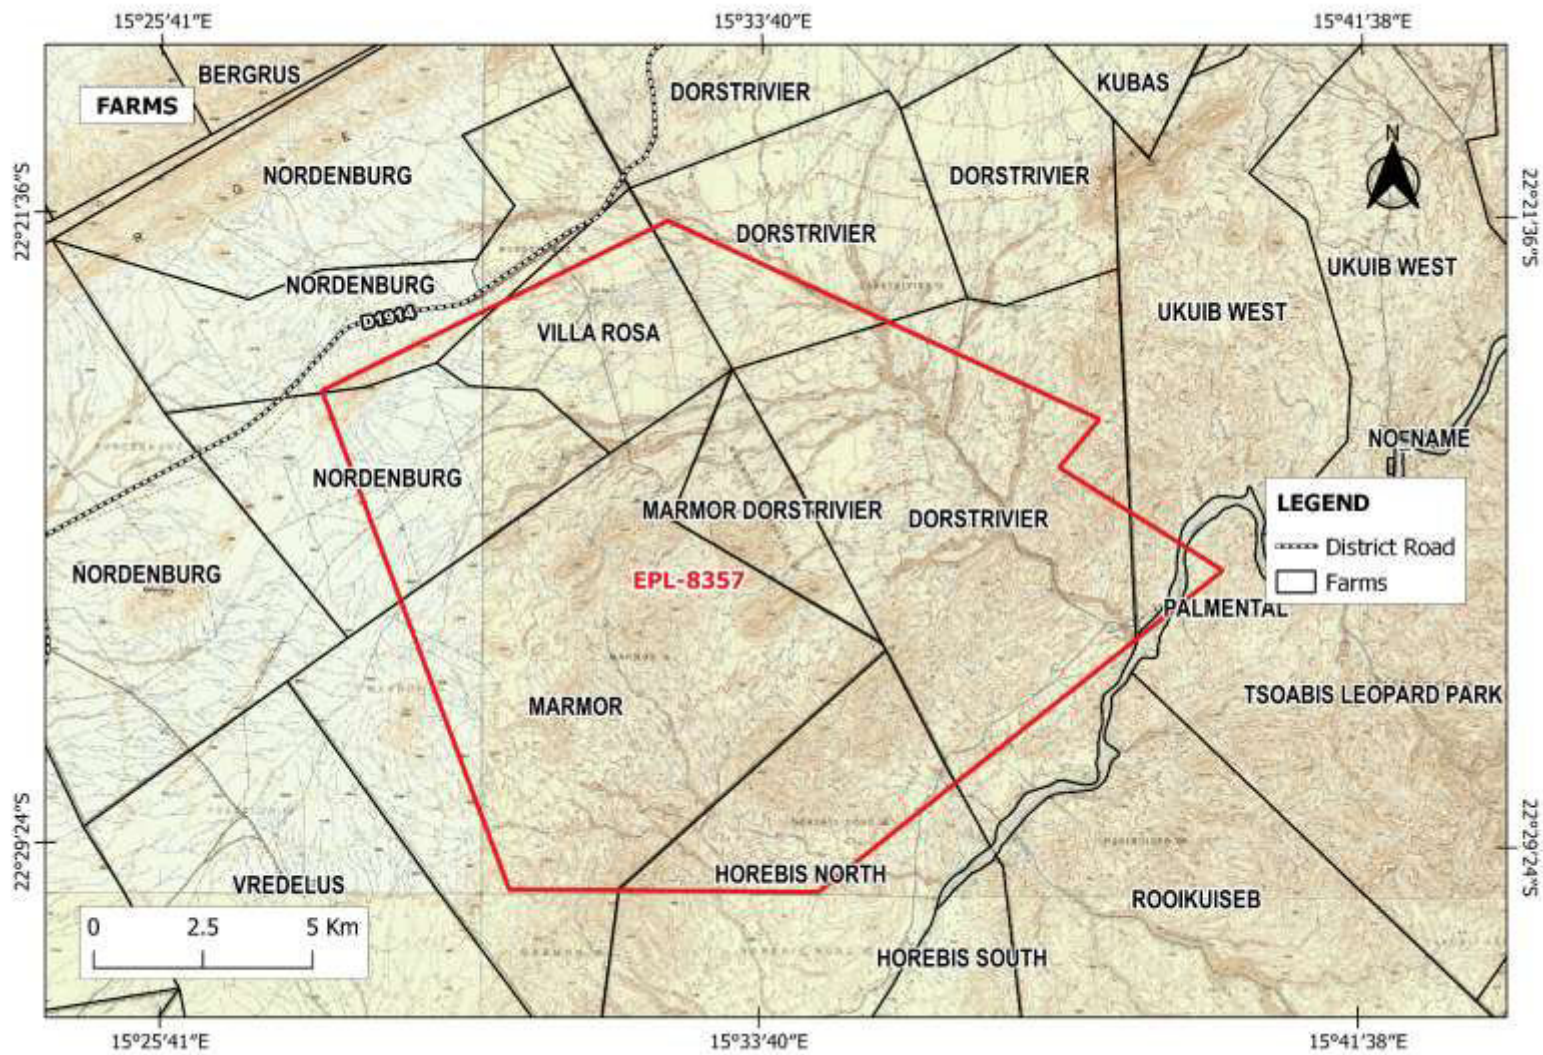 15°25'41"E 15°33'40"E 15°41'38"E
BERGRUS
FARMS
DORSTRIVIER
KUBAS
N
NORDENBURG
DORSTRIVIER
22°21'36"S
22°21'36"S
DORSTRIVIER
UKUIB WEST
NORDENBURG
UKUIB WEST
D1914
VILLA ROSA
NORDENBURG
MARMOR DORSTRIVIER
DORSTRIVIER
LEGEND
District Road
Farms
NORDENBURG
EPL-8357
PALMENTAL
MARMOR
TSOABIS LEOPARD PARK
22°29'24"S
22°29'24"S
VREDELUS
HOREBIS NORTH
ROOIKUISEB
0 2.5 5 Km
HOREBIS SOUTH
15°25'41"E 15°33'40"E 15°41'38"E